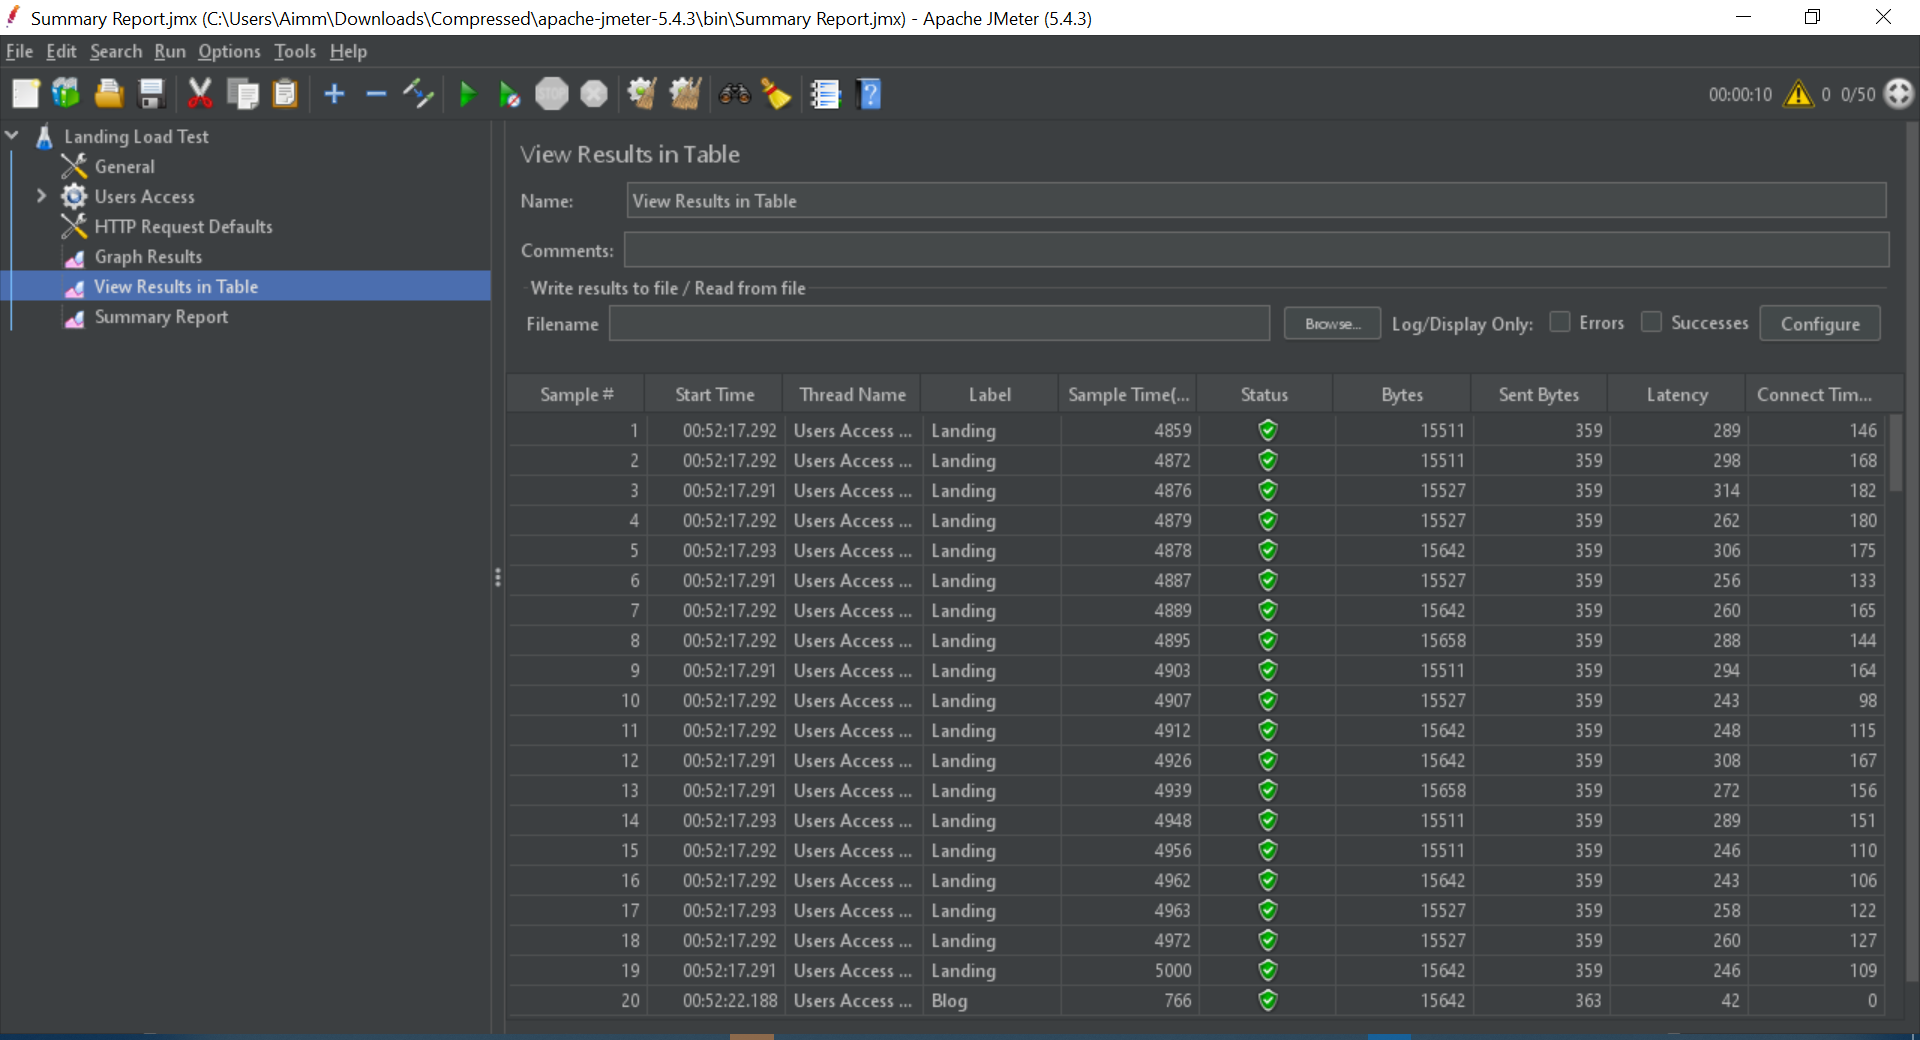 Summary Report.jmx (C:\Users\Aimm\Downloads\Compressed\apache-jmeter-5.4.3\bin\Summary Report.jmx) - Apache JMeter (5.4.3)
File Edit Search Run Options Tools Help
STOP 00:00:10 0 0/50
Landing Load Test
General
Users Access
HTTP Request Defaults
Graph Results
View Results in Table
Summary Report
View Results in Table
Name: View Results in Table
Comments:
Write results to file / Read from file
Filename Browse... Log/Display Only: Errors Successes Configure
Sample # Start Time Thread Name Label Sample Time(... Status Bytes Sent Bytes Latency Connect Tim...
1 00:52:17.292 Users Access ... Landing 4859 15511 359 289 146
2 00:52:17.292 Users Access ... Landing 4872 15511 359 298 168
3 00:52:17.291 Users Access ... Landing 4876 15527 359 314 182
4 00:52:17.292 Users Access ... Landing 4879 15527 359 262 180
5 00:52:17.293 Users Access ... Landing 4878 15642 359 306 175
6 00:52:17.291 Users Access ... Landing 4887 15527 359 256 133
7 00:52:17.292 Users Access ... Landing 4889 15642 359 260 165
8 00:52:17.292 Users Access ... Landing 4895 15658 359 288 144
9 00:52:17.291 Users Access ... Landing 4903 15511 359 294 164
10 00:52:17.292 Users Access ... Landing 4907 15527 359 243 98
11 00:52:17.292 Users Access ... Landing 4912 15642 359 248 115
12 00:52:17.291 Users Access ... Landing 4926 15642 359 308 167
13 00:52:17.291 Users Access ... Landing 4939 15658 359 272 156
14 00:52:17.293 Users Access ... Landing 4948 15511 359 289 151
15 00:52:17.292 Users Access ... Landing 4956 15511 359 246 110
16 00:52:17.292 Users Access ... Landing 4962 15642 359 243 106
17 00:52:17.293 Users Access ... Landing 4963 15527 359 258 122
18 00:52:17.292 Users Access ... Landing 4972 15527 359 260 127
19 00:52:17.291 Users Access ... Landing 5000 15642 359 246 109
20 00:52:22.188 Users Access ... Blog 766 15642 363 42 0